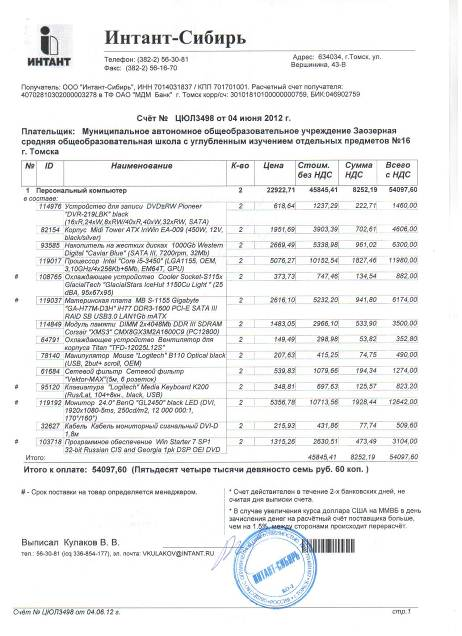 ИНТАНТ
Интант-Сибирь
Телефон: (382-2) 56-30-81
Факс: (382-2) 56-16-70
Адрес: 634034, г.Томск, ул.
Вершинина, 43-В
Получатель: ООО "Интант-Сибирь", ИНН 7014031837 / КПП 701701001. Расчетный счет получателя:
40702810302000003278 в ТФ ОАО "МДМ Банк" г. Томск корр/сч: 30101810100000000759, БИК:046902759
Счёт № ЦЮЛ3498 от 04 июня 2012 г.
Плательщик: Муниципальное автономное общеобразовательное учреждение Заозерная
средняя общеобразовательная школа с углубленным изучением отдельных предметов №16
г. Томска
№ ID Наименование К-во Цена Стоим. без НДС Сумма НДС Всего с НДС
1 Персональный компьютер 2 22922,71 45845,41 8252,19 54097,60
в составе:
114976 Устройство для записи DVD±RW Pioneer 2 618,64 1237,29 222,71 1460,00
"DVR-219LBK" black
(16xR,24xW,8xRW/40xR,40xW,32xRW, SATA)
82154 Корпус Midi Tower ATX InWin EA-009 (450W, 12V, 2 1951,69 3903,39 702,61 4606,00
black/silver)
93585 Накопитель на жестких дисках 1000Gb Western 2 2669,49 5338,98 961,02 6300,00
Digital "Caviar Blue" (SATA III, 7200rpm, 32Mb)
119017 Процессор Intel "Core i5-3450" (LGA1155, OEM, 2 5076,27 10152,54 1827,46 11980,00
3,10GHz/4x256Kb+6Mb, EM64T, GPU)
# 108765 Охлаждающее устройство Cooler Socket-S115x 2 373,73 747,46 134,54 882,00
GlacialTech "GlacialStars IceHut 1150Cu Light " (25
dBA, 95x67x95)
# 119037 Материнская плата MB S-1155 Gigabyte 2 2616,10 5232,20 941,80 6174,00
"GA-H77M-D3H" H77 DDR3-1600 PCI-E SATA III
RAID SB USB3.0 LAN1Gb mATX
114849 Модуль памяти DIMM 2x4048Mb DDR III SDRAM 2 1483,05 2966,10 533,90 3500,00
Corsair "XMS3" CMX8GX3M2A1600C9 (PC12800)
64791 Охлаждающее устройство Вентилятор для 2 149,49 298,98 53,82 352,80
корпуса Titan "TFD-12025L12S"
78140 Манипулятор Mouse "Logitech" B110 Optical black 2 207,63 415,25 74,75 490,00
(USB, 2but+ scroll, OEM)
61684 Сетевой фильтр Сетевой фильтр 2 539,83 1079,66 194,34 1274,00
"Vektor-MAX"(5м, 6 розеток)
# 95120 Клавиатура "Logitech" Media Keyboard K200 2 348,81 697,63 125,57 823,20
(Rus/Lat, 104+8кн., black, USB)
# 119192 Монитор 24.0" BenQ "GL2450" black LED (DVI, 2 5356,78 10713,56 1928,44 12642,00
1920x1080-5ms, 250cd/m2, 12 000 000:1,
170°/160°)
32627 Кабель Кабель мониторный сигнальный DVI-D 2 215,93 431,86 77,74 509,60
1,8м
# 103718 Программное обеспечение Win Starter 7 SP1 2 1315,26 2630,51 473,49 3104,00
32-bit Russian CIS and Georgia 1pk DSP OEI DVD
Итого: 45845,41 8252,19 54097,60
Итого к оплате: 54097,60 (Пятьдесят четыре тысячи девяносто семь руб. 60 коп. )
# - Срок поставки на товар определяется менеджером.
* Счет действителен в течение 2-х банковских дней, не
считая дня выписки счета.
* В случае увеличения курса доллара США на ММВБ в день
зачисления денег на расчётный счёт поставщика больше,
чем на 1.5%, между сторонами происходит перерасчёт.
Выписал Кулаков В. В.
тел.: 56-30-81 (icq 336-854-177), эл. почта: VKULAKOV@INTANT.RU
ИНТАНТ-СИБИРЬ
Счёт № ЦЮЛ3498 от 04.06.12 г.
стр.1